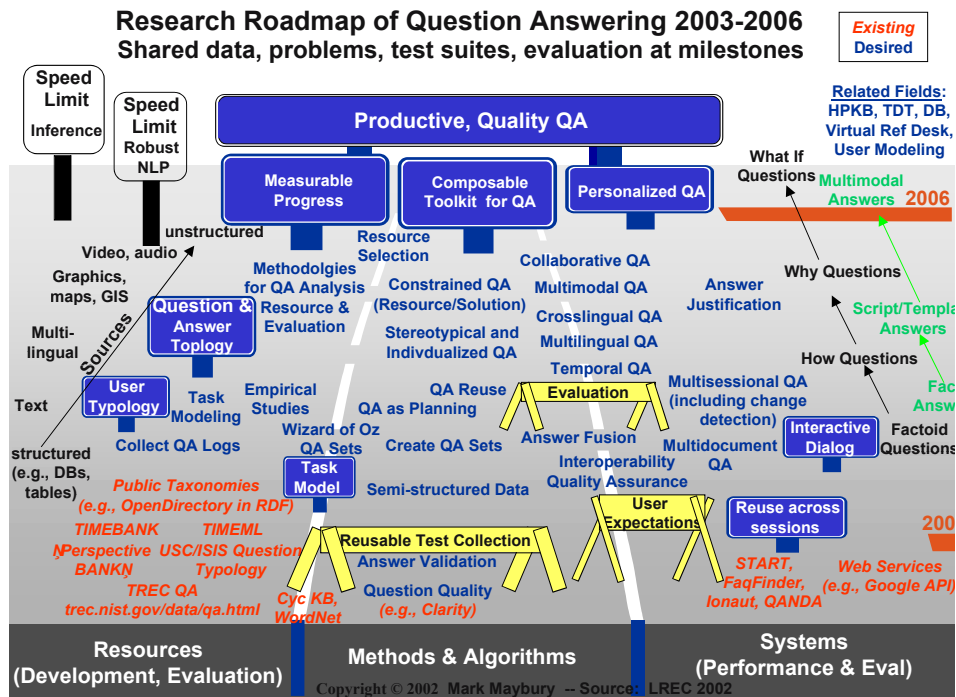 Research Roadmap of Question Answering 2003-2006
Shared data, problems, test suites, evaluation at milestones
Existing
Desired
Speed
Limit
Inference
Speed
Limit
Robust
NLP
Productive, Quality QA
Related Fields:
HPKB, TDT, DB,
Virtual Ref Desk,
User Modeling
Measurable
Progress
Composable
Toolkit for QA
Personalized QA
What If
Questions
Multimodal
Answers
2006
unstructured
Video, audio
Graphics,
maps, GIS
Multi-
lingual
Text
structured
(e.g., DBs,
tables)
Sources
Question &
Answer
Toplogy
User
Typology
Task
Modeling
Collect QA Logs
Methodolgies
for QA Analysis
Resource &
Evaluation
Empirical
Studies
Wizard of Oz
QA Sets
Task
Model
Resource
Selection
Constrained QA
(Resource/Solution)
Stereotypical and
Indivdualized QA
QA Reuse
QA as Planning
Create QA Sets
Semi-structured Data
Collaborative QA
Multimodal QA
Crosslingual QA
Multilingual QA
Temporal QA
Evaluation
Answer Fusion
Interoperability
Quality Assurance
User
Expectations
Answer
Justification
Multisessional QA
(including change
detection)
Multidocument
QA
Why Questions
How Questions
Factoid
Questions
Script/Templa
Answers
Fac
Answ
Interactive
Dialog
Reuse across
sessions
200
Public Taxonomies
(e.g., OpenDirectory in RDF)
TIMEBANK
TIMEML
Perspective
BANK
USC/ISIS Question
Typology
TREC QA
trec.nist.gov/data/qa.html
Cyc KB,
WordNet
Reusable Test Collection
Answer Validation
Question Quality
(e.g., Clarity)
START,
FaqFinder,
Ionaut, QANDA
Web Services
(e.g., Google API)
Resources
(Development, Evaluation)
Methods & Algorithms
Systems
(Performance & Eval)
Copyright © 2002 Mark Maybury -- Source: LREC 2002